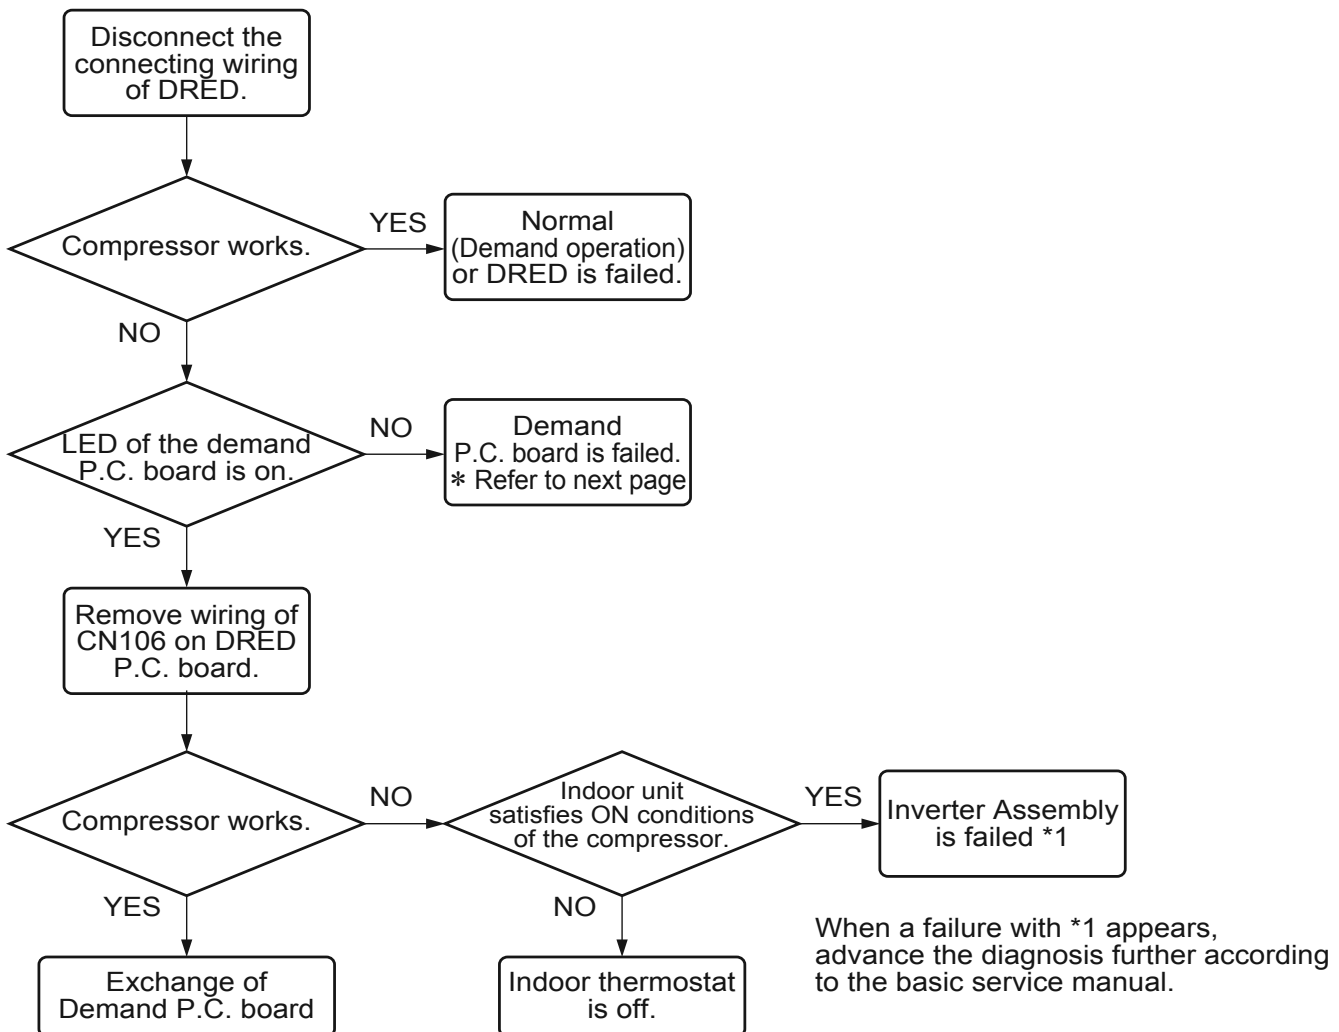 Disconnect the
connecting wiring
of DRED.
Compressor works.
YES
Normal
(Demand operation)
or DRED is failed.
NO
LED of the demand
P.C. board is on.
NO
Demand
P.C. board is failed.
* Refer to next page
YES
Remove wiring of
CN106 on DRED
P.C. board.
Compressor works.
NO
Indoor unit
satisfies ON conditions
of the compressor.
YES
Inverter Assembly
is failed *1
YES
Exchange of
Demand P.C. board
NO
Indoor thermostat
is off.
When a failure with *1 appears,
advance the diagnosis further according
to the basic service manual.